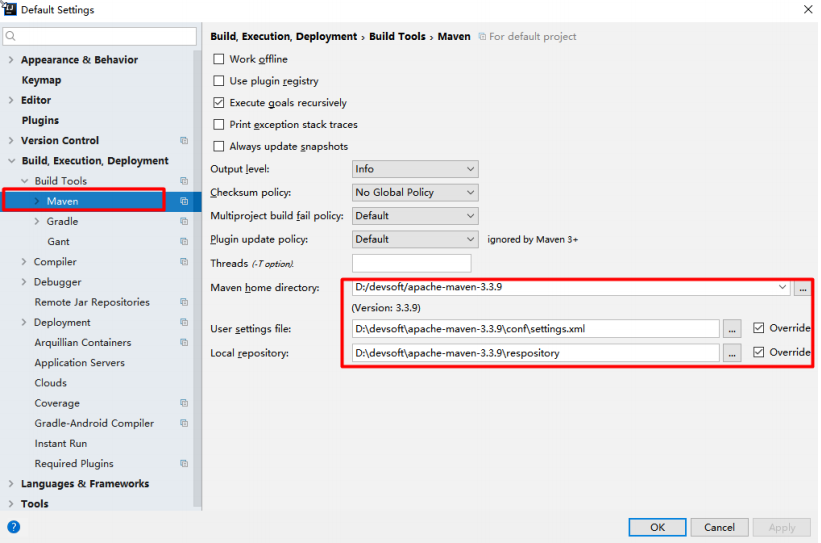 Default Settings
Appearance & Behavior
Keymap
Editor
Plugins
Version Control
Build, Execution, Deployment
Build Tools
Maven
Gradle
Gant
Compiler
Debugger
Remote Jar Repositories
Deployment
Arquillian Containers
Application Servers
Clouds
Coverage
Gradle-Android Compiler
Instant Run
Required Plugins
Languages & Frameworks
Tools
Build, Execution, Deployment › Build Tools › Maven For default project
Work offline
Use plugin registry
Execute goals recursively
Print exception stack traces
Always update snapshots
Output level: Info
Checksum policy: No Global Policy
Multiproject build fail policy: Default
Plugin update policy: Default ignored by Maven 3+
Threads (-T option):
Maven home directory: D:/devsoft/apache-maven-3.3.9 ...
(Version: 3.3.9)
User settings file: D:\devsoft\apache-maven-3.3.9\conf\settings.xml ... Override
Local repository: D:\devsoft\apache-maven-3.3.9\respository ... Override
? OK Cancel Apply